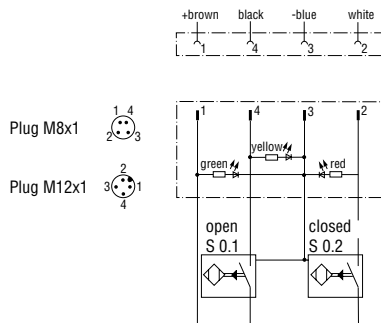 +brown black -blue white
1 4 3 2
Plug M8x1
1 4
2 3
Plug M12x1
2
3 1
4
1 4 3 2
yellow
green red
open closed
S 0.1 S 0.2